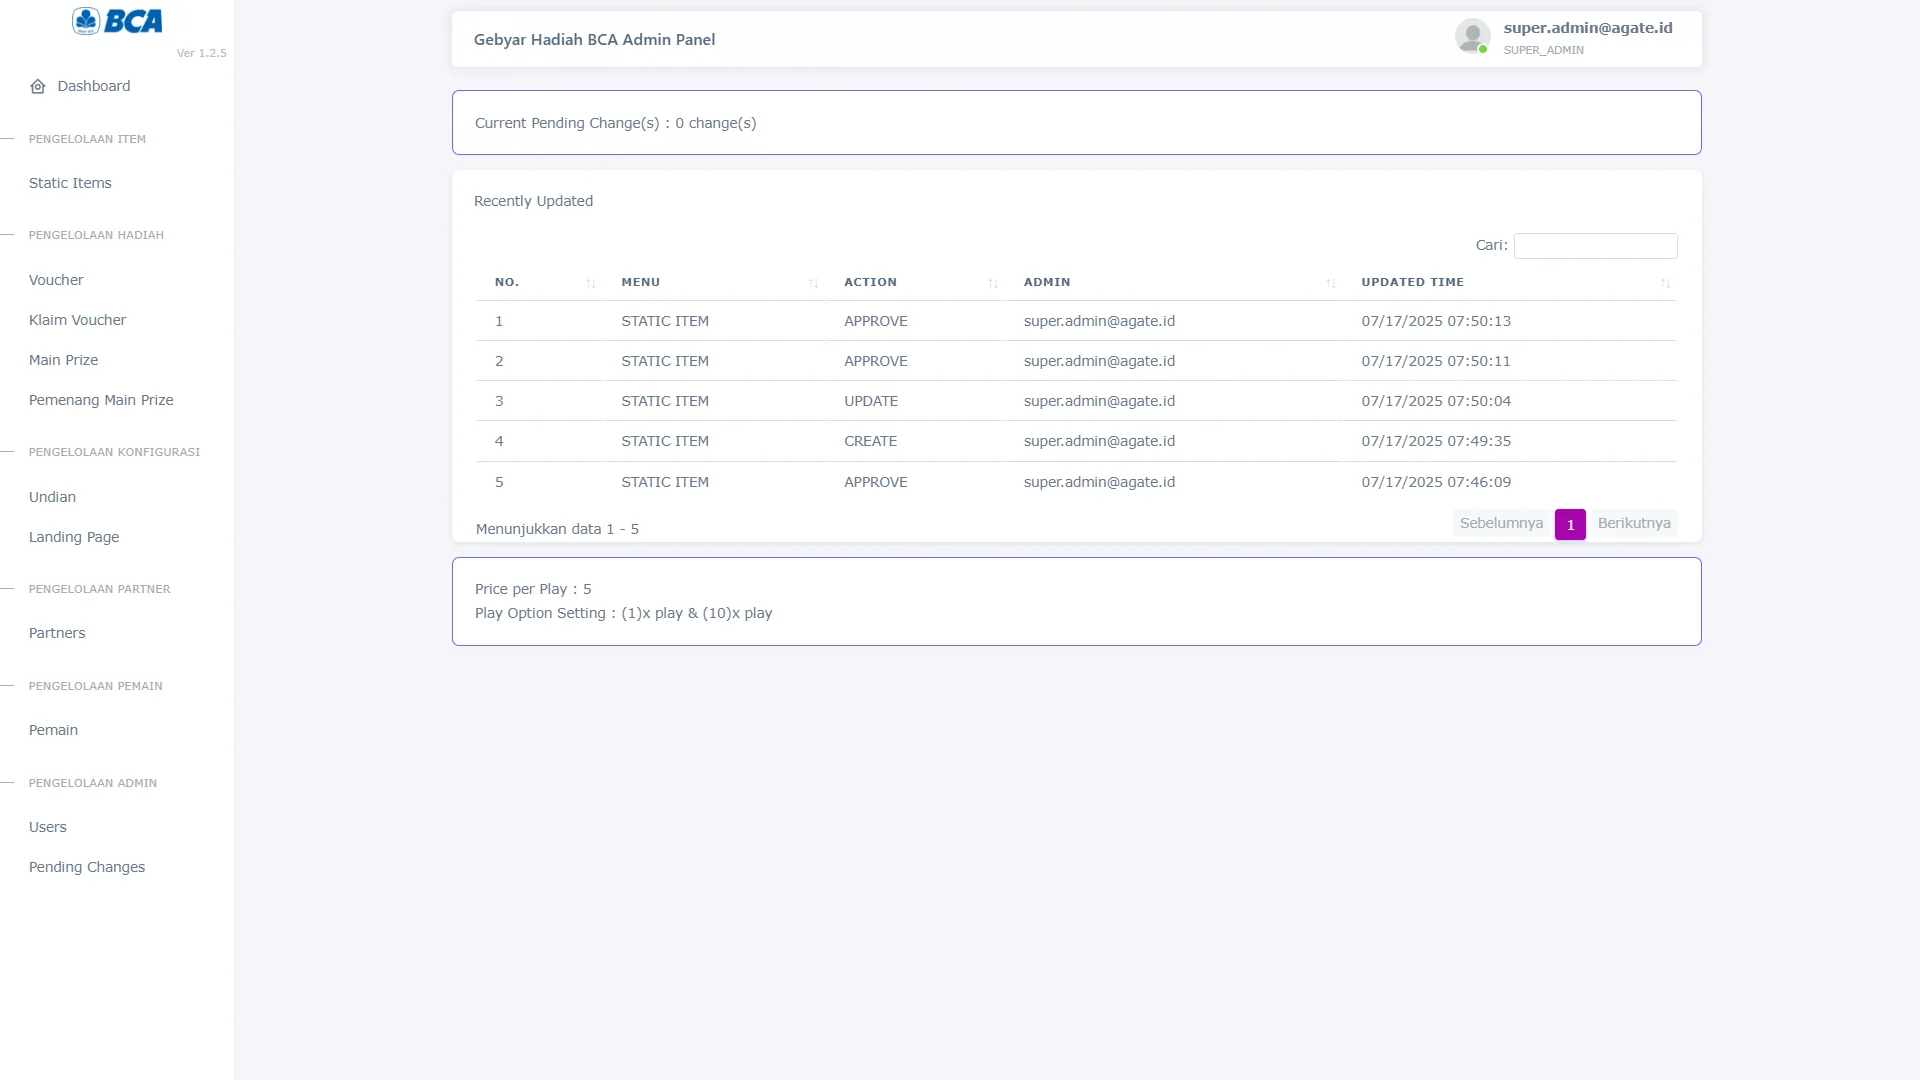 BCA
Ver 1.2.5
Dashboard
PENGELOLAAN ITEM
Static Items
PENGELOLAAN HADIAH
Voucher
Klaim Voucher
Main Prize
Pemenang Main Prize
PENGELOLAAN KONFIGURASI
Undian
Landing Page
PENGELOLAAN PARTNER
Partners
PENGELOLAAN PEMAIN
Pemain
PENGELOLAAN ADMIN
Users
Pending Changes
Gebyar Hadiah BCA Admin Panel
super.admin@agate.id
SUPER_ADMIN
Current Pending Change(s) : 0 change(s)
Recently Updated
Cari:
NO. MENU ACTION ADMIN UPDATED TIME
1 STATIC ITEM APPROVE super.admin@agate.id 07/17/2025 07:50:13
2 STATIC ITEM APPROVE super.admin@agate.id 07/17/2025 07:50:11
3 STATIC ITEM UPDATE super.admin@agate.id 07/17/2025 07:50:04
4 STATIC ITEM CREATE super.admin@agate.id 07/17/2025 07:49:35
5 STATIC ITEM APPROVE super.admin@agate.id 07/17/2025 07:46:09
Menunjukkan data 1 - 5
Sebelumnya 1 Berikutnya
Price per Play : 5
Play Option Setting : (1)x play & (10)x play